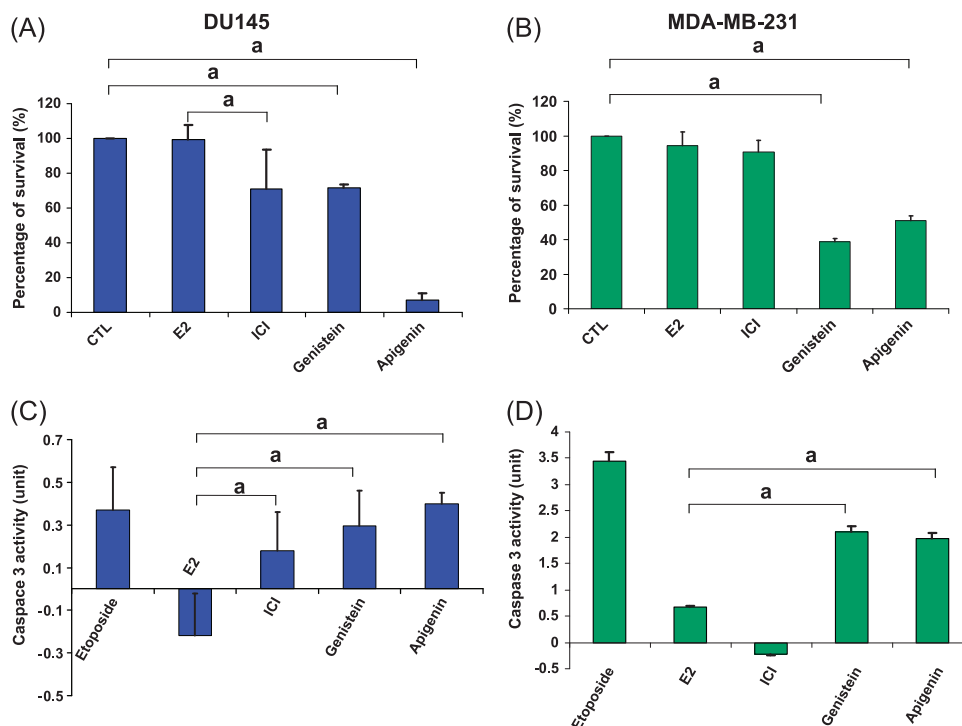 (A)
DU145
a
a
a
Percentage of survival (%)
120
100
80
60
40
20
0
CTL
E2
ICI
Genistein
Apigenin
(B)
MDA-MB-231
a
a
Percentage of survival (%)
120
100
80
60
40
20
0
CTL
E2
ICI
Genistein
Apigenin
(C)
a
a
a
Caspace 3 activity (unit)
0.7
0.5
0.3
0.1
-0.1
-0.3
-0.5
Etoposide
E2
ICI
Genistein
Apigenin
(D)
a
a
Caspase 3 activity (unit)
4
3.5
3
2.5
2
1.5
1
0.5
0
-0.5
Etoposide
E2
ICI
Genistein
Apigenin